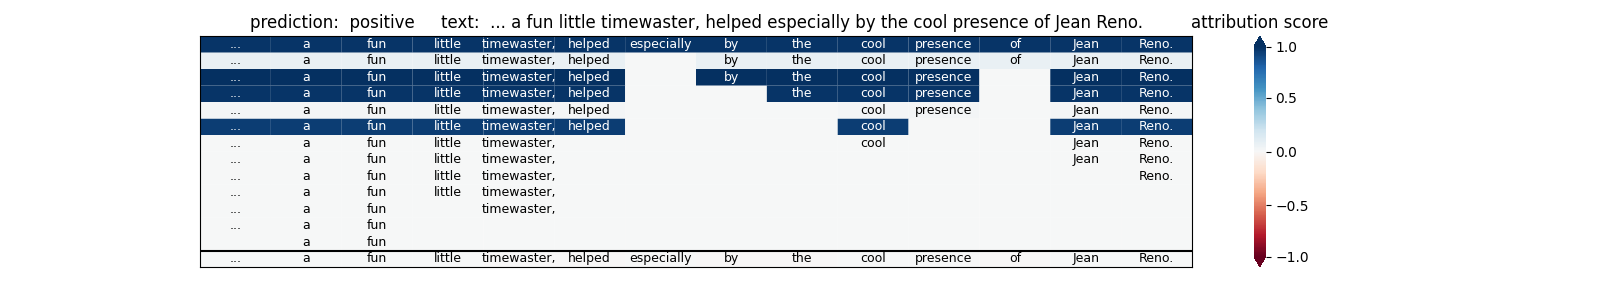 prediction:  positive     text:  ... a fun little timewaster, helped especially by the cool presence of Jean Reno.     attribution score
... a fun little timewaster, helped especially by the cool presence of Jean Reno.
... a fun little timewaster, helped by the cool presence of Jean Reno.
... a fun little timewaster, helped by the cool presence Jean Reno.
... a fun little timewaster, helped the cool presence Jean Reno.
... a fun little timewaster, helped cool presence Jean Reno.
... a fun little timewaster, helped cool Jean Reno.
... a fun little timewaster, cool Jean Reno.
... a fun little timewaster, Jean Reno.
... a fun little timewaster, Reno.
... a fun little timewaster,
... a fun timewaster,
... a fun
a fun
... a fun little timewaster, helped especially by the cool presence of Jean Reno.
1.0
0.5
0.0
−0.5
−1.0